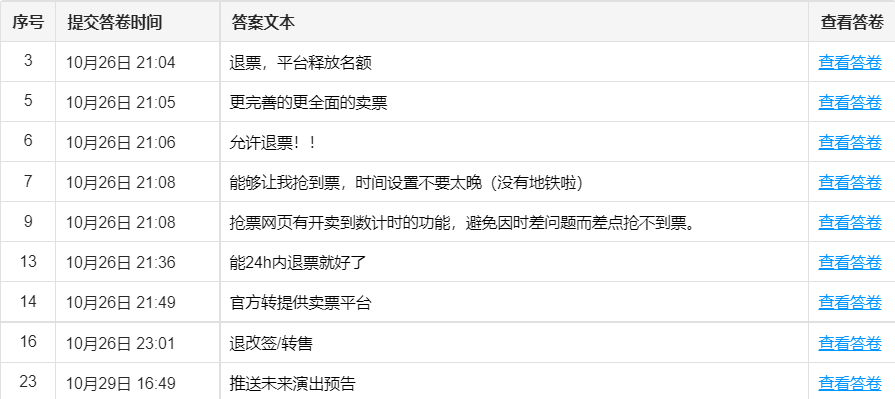 序号 提交答卷时间 答案文本 查看答卷
3 10月26日 21:04 退票，平台释放名额 查看答卷
5 10月26日 21:05 更完善的更全面的卖票 查看答卷
6 10月26日 21:06 允许退票！！ 查看答卷
7 10月26日 21:08 能够让我抢到票，时间设置不要太晚（没有地铁啦） 查看答卷
9 10月26日 21:08 抢票网页有开卖到数计时的功能，避免因时差问题而差点抢不到票。 查看答卷
13 10月26日 21:36 能24h内退票就好了 查看答卷
14 10月26日 21:49 官方转提供卖票平台 查看答卷
16 10月26日 23:01 退改签/转售 查看答卷
23 10月29日 16:49 推送未来演出预告 查看答卷